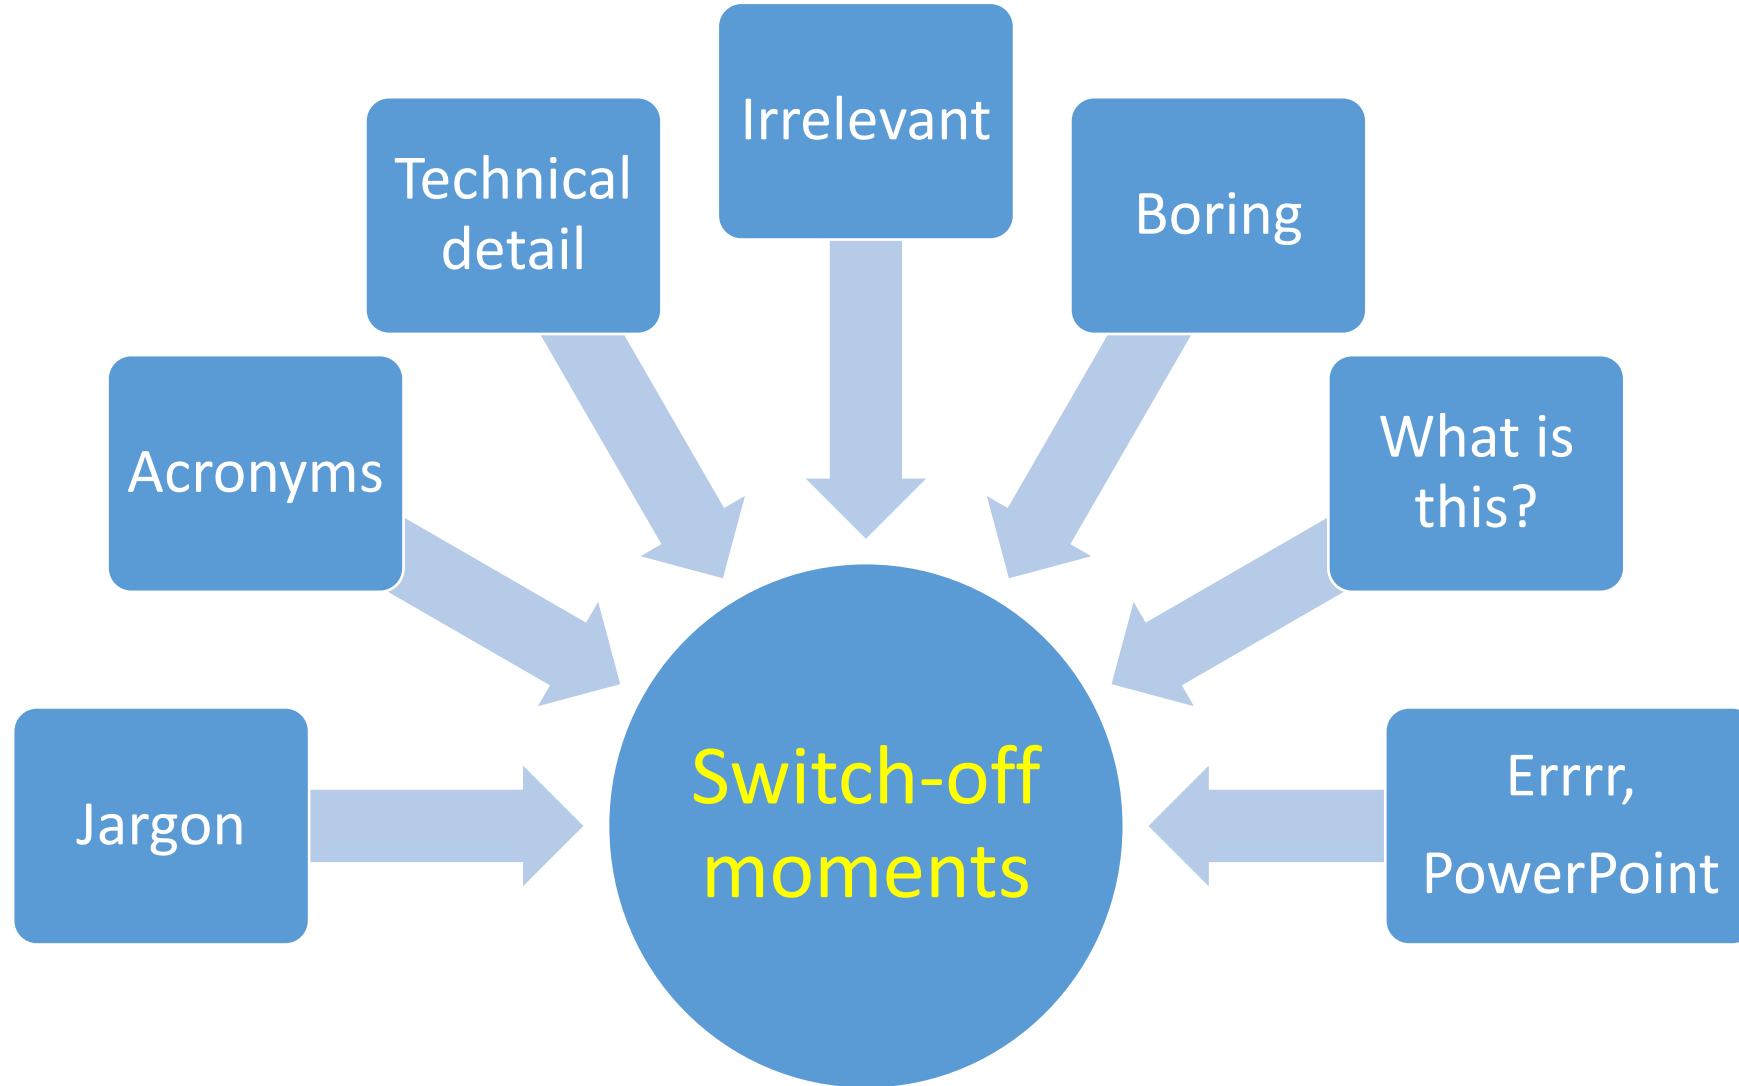 Irrelevant
Technical
detail
Boring
Acronyms
What is
this?
Jargon
Switch-off
moments
Errrr,
PowerPoint